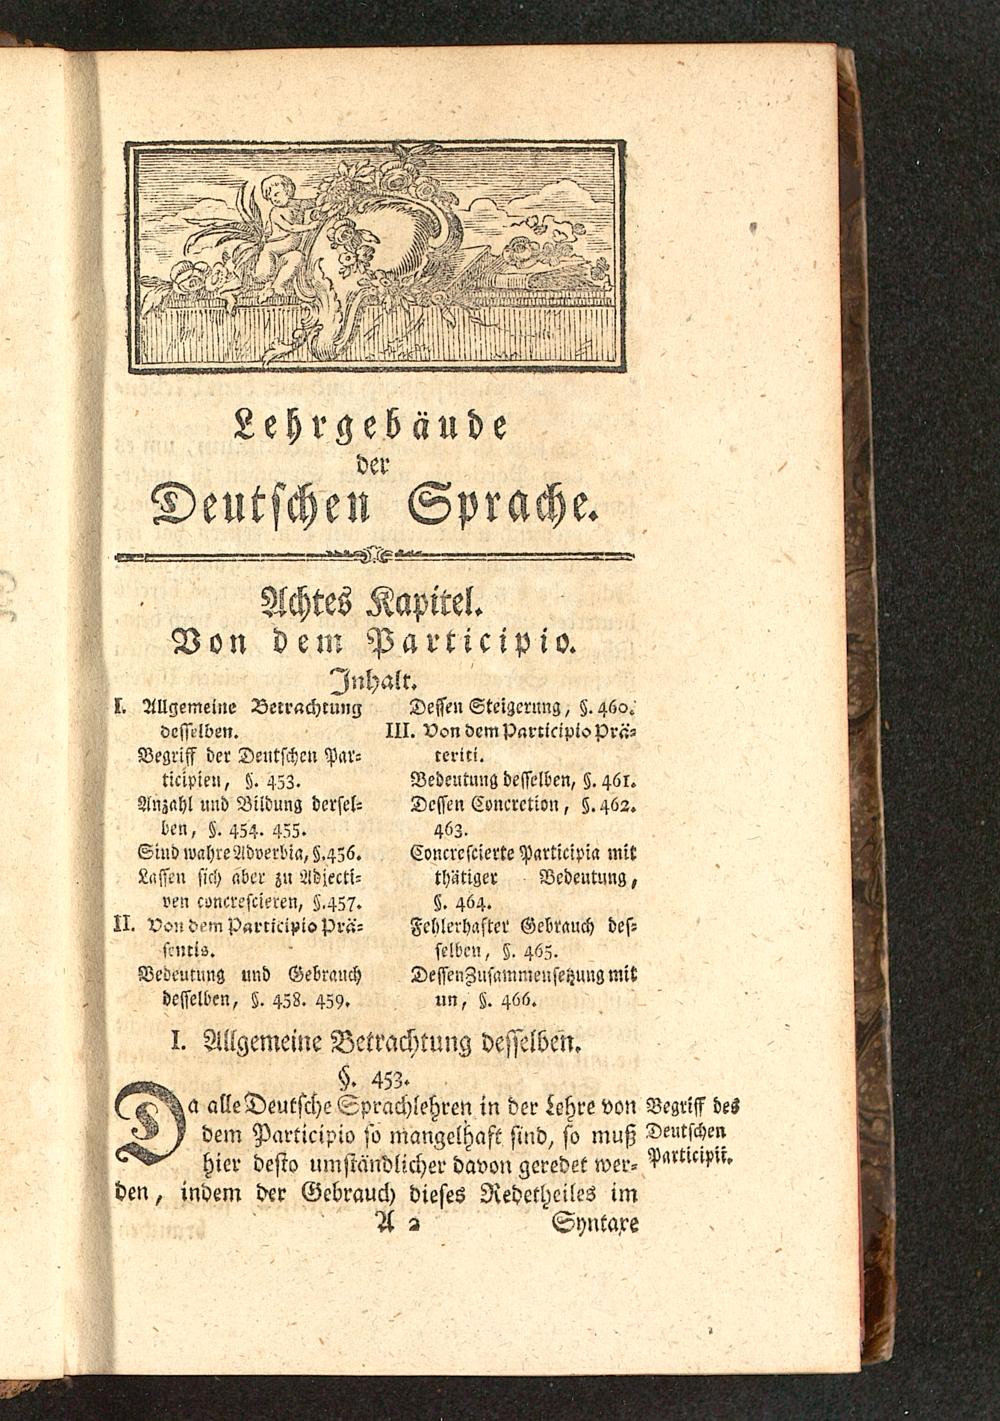 Lehrgebäude
der
Deutschen Sprache.
Achtes Kapitel.
Von dem Participio.
Inhalt.
I. Allgemeine Betrachtung
desselben.
Begriff der Deutschen Par-
ticipien, §. 453.
Anzahl und Bildung dersel-
ben, §. 454. 455.
Sind wahre Adverbia, §. 456.
Lassen sich aber zu Adjecti-
ven concrescieren, §. 457.
II. Von dem Participio Prä-
sentis.
Bedeutung und Gebrauch
desselben, §. 458. 459.
Dessen Steigerung, §. 460.
III. Von dem Participio Prä-
teriti.
Bedeutung desselben, §. 461.
Dessen Concretion, §. 462.
463.
Concrescierte Participia mit
thätiger Bedeutung,
§. 464.
Fehlerhafter Gebrauch des-
selben, §. 465.
Dessen Zusammensetzung mit
un, §. 466.
I. Allgemeine Betrachtung desselben.
§. 453.
Da alle Deutsche Sprachlehren in der Lehre von
dem Participio so mangelhaft sind, so muß
hier desto umständlicher davon geredet wer-
den, indem der Gebrauch dieses Redetheiles im
Begriff des
Deutschen
Participii.
A 2 Syntaxe